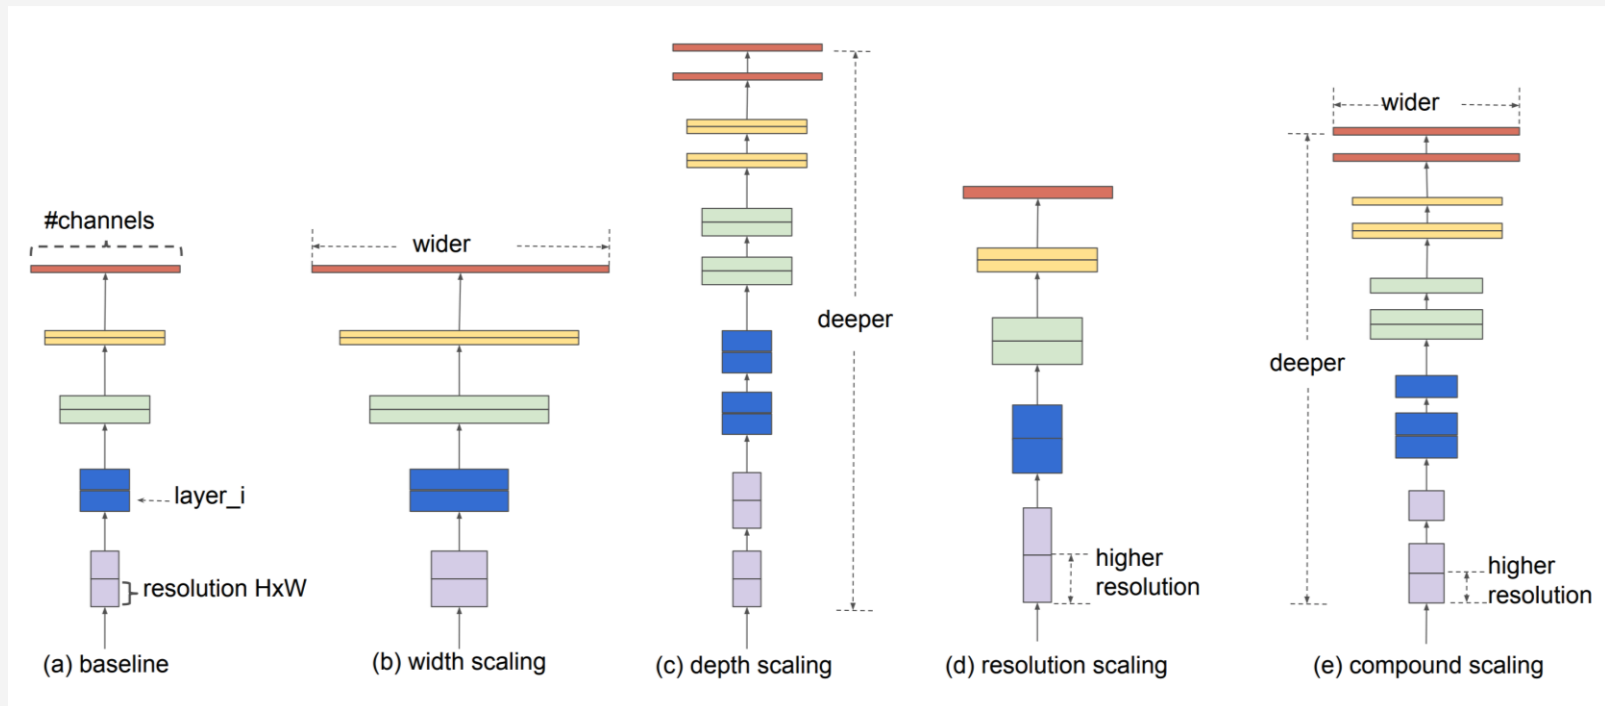 #channels
layer_i
resolution HxW
(a) baseline
wider
(b) width scaling
deeper
(c) depth scaling
higher
resolution
(d) resolution scaling
wider
deeper
higher
resolution
(e) compound scaling